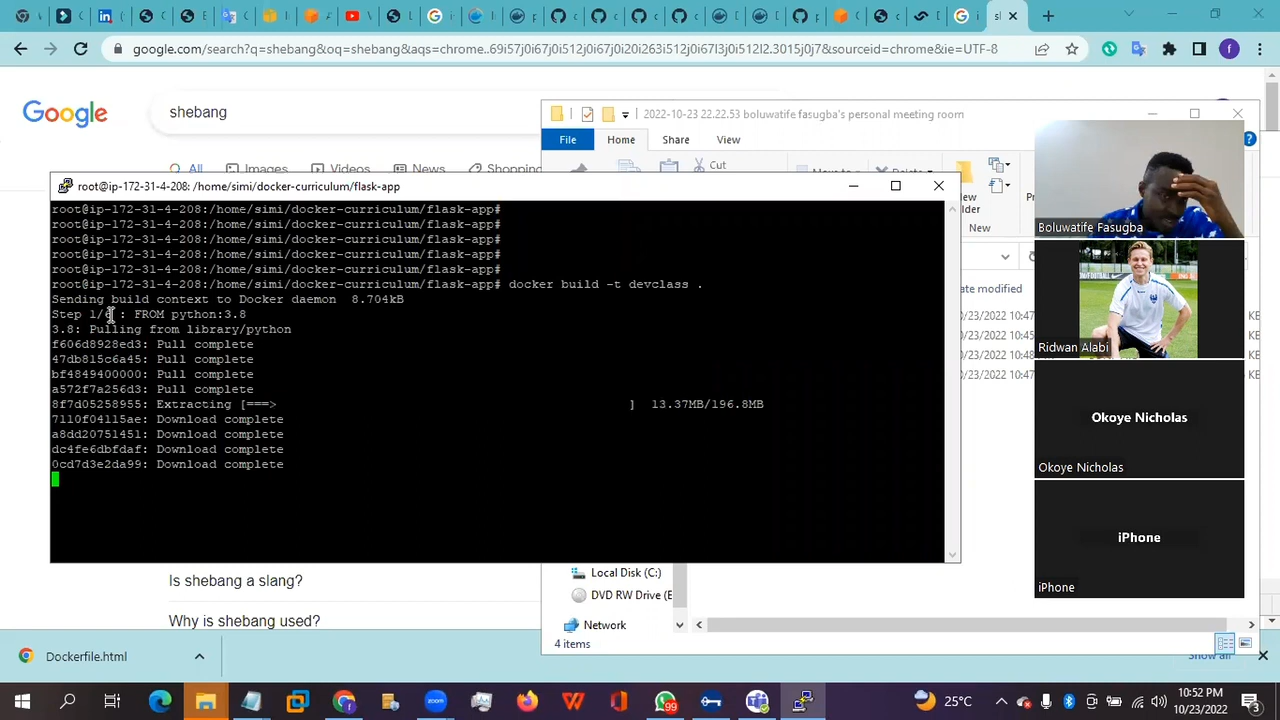 google.com/search?q=shebang&oq=shebang&aqs=chrome..69i57j0i67j0i512j0i67j0i20i263i512j0i67l3j0i512l2.3015j0j7&sourceid=chrome&ie=UTF-8
Google
shebang
All
Images
Videos
News
Shopping
2022-10-23 22.22.53 boluwatife fasugba's personal meeting room
File
Home
Share
View
Cut
New
root@ip-172-31-4-208: /home/simi/docker-curriculum/flask-app
root@ip-172-31-4-208:/home/simi/docker-curriculum/flask-app#
root@ip-172-31-4-208:/home/simi/docker-curriculum/flask-app#
root@ip-172-31-4-208:/home/simi/docker-curriculum/flask-app#
root@ip-172-31-4-208:/home/simi/docker-curriculum/flask-app#
root@ip-172-31-4-208:/home/simi/docker-curriculum/flask-app#
root@ip-172-31-4-208:/home/simi/docker-curriculum/flask-app# docker build -t devclass .
Sending build context to Docker daemon  8.704kB
Step 1/ : FROM python:3.8
3.8: Pulling from library/python
f606d8928ed3: Pull complete
47db815c6a45: Pull complete
bf4849400000: Pull complete
a572f7a256d3: Pull complete
8f7d05258955: Extracting [===> ] 13.37MB/196.8MB
7110f04115ae: Download complete
a8dd20751451: Download complete
dc4fe6dbfdaf: Download complete
0cd7d3e2da99: Download complete
Boluwatife Fasugba
Ridwan Alabi
Okoye Nicholas
Okoye Nicholas
iPhone
iPhone
Is shebang a slang?
Why is shebang used?
Local Disk (C:)
DVD RW Drive (E
Network
4 items
Dockerfile.html
Show all
99
25°C
10:52 PM
10/23/2022
3